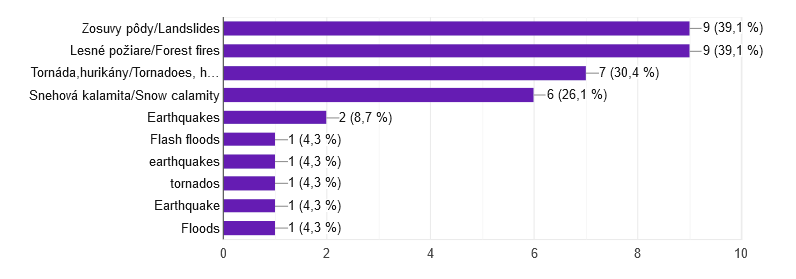 Zosuvy pôdy/Landslides 9 (39,1 %)
Lesné požiare/Forest fires 9 (39,1 %)
Tornáda,hurikány/Tornadoes, h... 7 (30,4 %)
Snehová kalamita/Snow calamity 6 (26,1 %)
Earthquakes 2 (8,7 %)
Flash floods 1 (4,3 %)
earthquakes 1 (4,3 %)
tornados 1 (4,3 %)
Earthquake 1 (4,3 %)
Floods 1 (4,3 %)
0 2 4 6 8 10